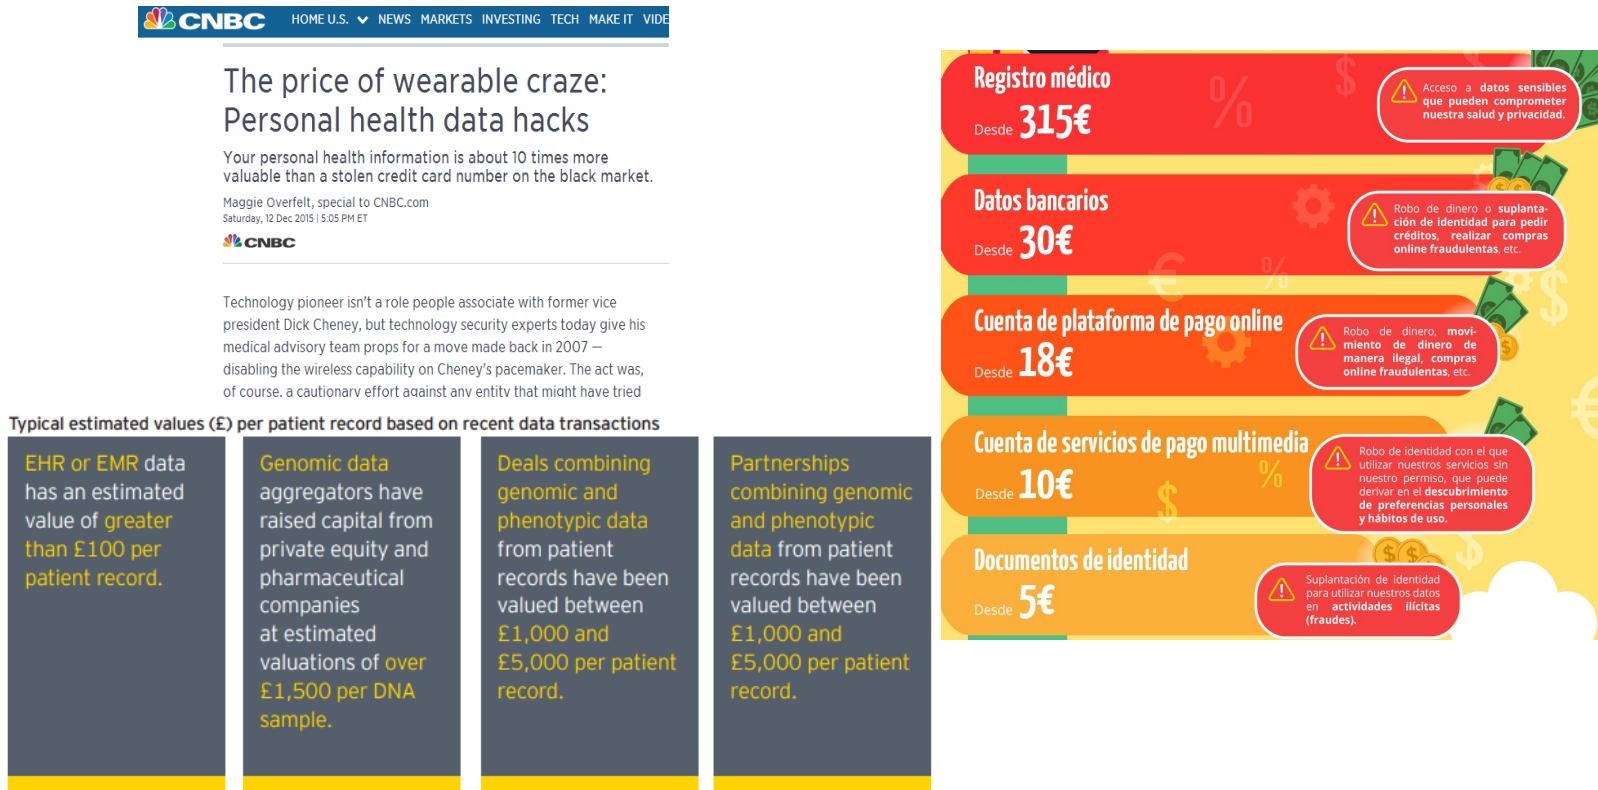 CNBC
HOME U.S. NEWS MARKETS INVESTING TECH MAKE IT VIDE
The price of wearable craze:
Personal health data hacks
Your personal health information is about 10 times more
valuable than a stolen credit card number on the black market.
Maggie Overfelt, special to CNBC.com
Saturday, 12 Dec 2015 | 5:05 PM ET
CNBC
Technology pioneer isn't a role people associate with former vice
president Dick Cheney, but technology security experts today give his
medical advisory team props for a move made back in 2007 —
disabling the wireless capability on Cheney's pacemaker. The act was,
of course, a cautionary effort against any entity that might have tried
Typical estimated values (£) per patient record based on recent data transactions
EHR or EMR data
has an estimated
value of greater
than £100 per
patient record.
Genomic data
aggregators have
raised capital from
private equity and
pharmaceutical
companies
at estimated
valuations of over
£1,500 per DNA
sample.
Deals combining
genomic and
phenotypic data
from patient
records have been
valued between
£1,000 and
£5,000 per patient
record.
Partnerships
combining genomic
and phenotypic
data from patient
records have been
valued between
£1,000 and
£5,000 per patient
record.
Registro médico
Desde 315€
Acceso a datos sensibles
que pueden comprometer
nuestra salud y privacidad.
Datos bancarios
Desde 30€
Robo de dinero o suplanta-
ción de identidad para pedir
créditos, realizar compras
online fraudulentas, etc.
Cuenta de plataforma de pago online
Desde 18€
Robo de dinero, movi-
miento de dinero de
manera ilegal, compras
online fraudulentas, etc.
Cuenta de servicios de pago multimedia
Desde 10€
Robo de identidad con el que
utilizar nuestros servicios sin
nuestro permiso, que puede
derivar en el descubrimiento
de preferencias personales
y hábitos de uso.
Documentos de identidad
Desde 5€
Suplantación de identidad
para utilizar nuestros datos
en actividades ilícitas
(fraudes).